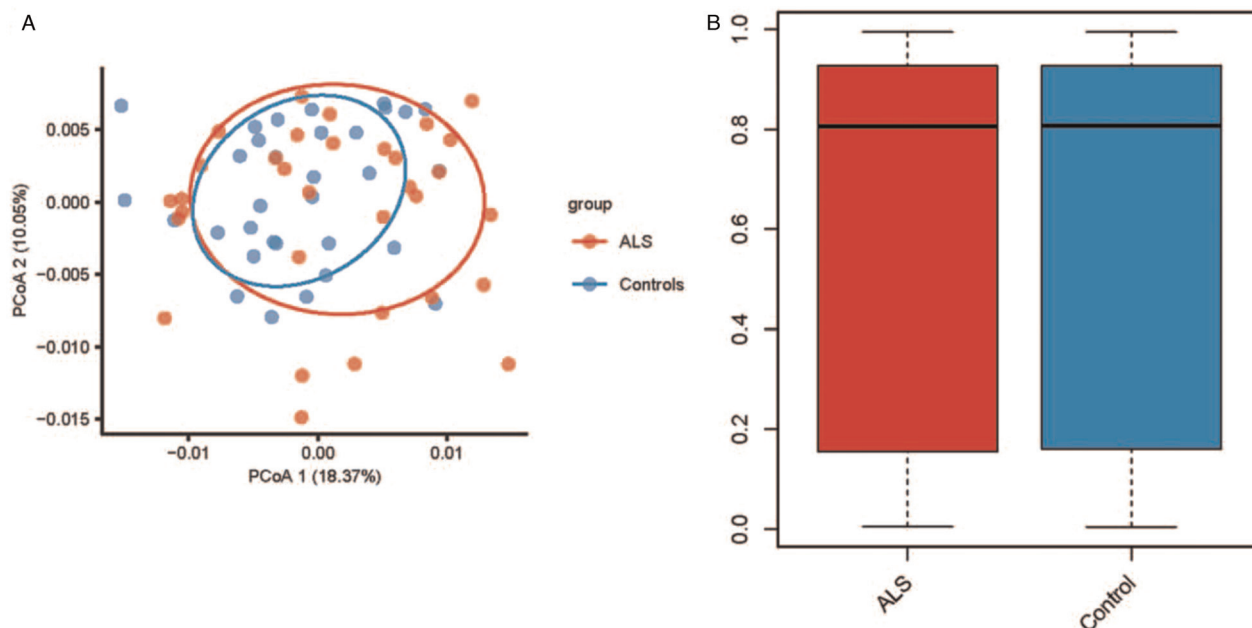 A
0.005
0.000
−0.005
−0.010
−0.015
PCoA 2 (10.05%)
−0.01
0.00
0.01
PCoA 1 (18.37%)
group
ALS
Controls
B
1.0
0.8
0.6
0.4
0.2
0.0
ALS
Control